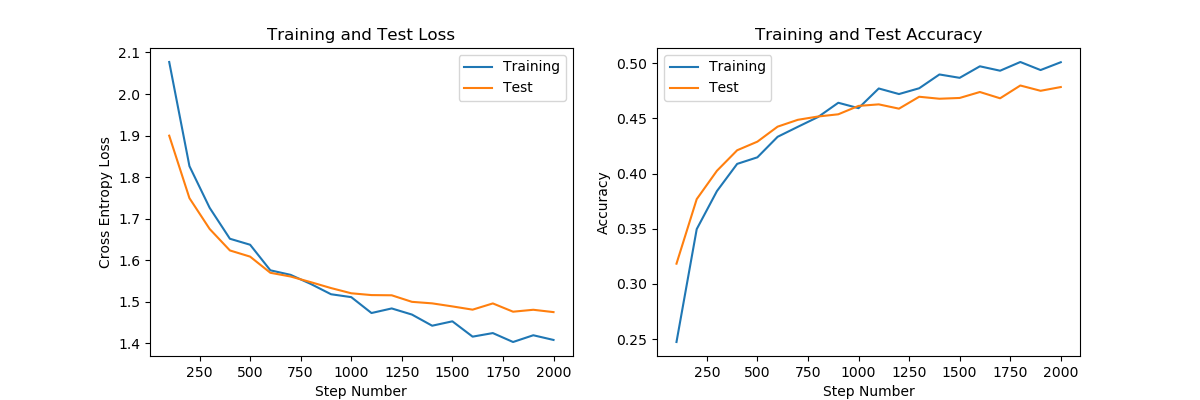 Training and Test Loss
Cross Entropy Loss
2.1
2.0
1.9
1.8
1.7
1.6
1.5
1.4
Training
Test
250 500 750 1000 1250 1500 1750 2000
Step Number
Training and Test Accuracy
Accuracy
0.50
0.45
0.40
0.35
0.30
0.25
Training
Test
250 500 750 1000 1250 1500 1750 2000
Step Number